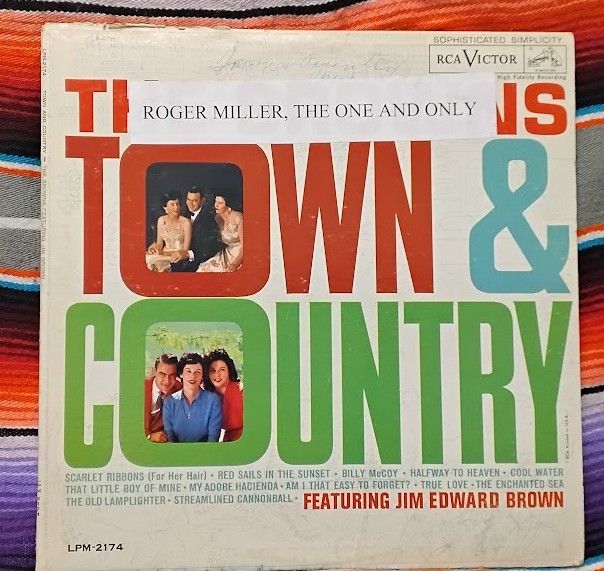 SOPHISTICATED SIMPLICITY
RCA VICTOR
High Fidelity Recording
ROGER MILLER, THE ONE AND ONLY
NS
TOWN &
COUNTRY
SCARLET RIBBONS (For Her Hair) • RED SAILS IN THE SUNSET • BILLY McCOY • HALFWAY TO HEAVEN • COOL WATER
THAT LITTLE BOY OF MINE • MY ADOBE HACIENDA • AM I THAT EASY TO FORGET? • TRUE LOVE • THE ENCHANTED SEA
THE OLD LAMPLIGHTER • STREAMLINED CANNONBALL • FEATURING JIM EDWARD BROWN
LPM-2174